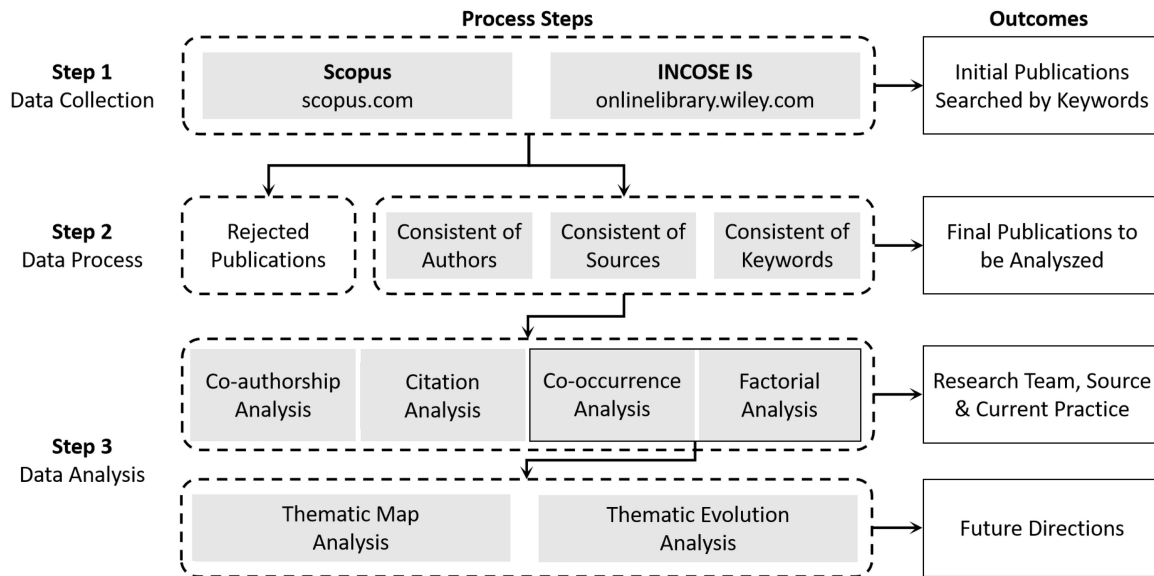 Process Steps
Outcomes
Step 1
Data Collection
Scopus
scopus.com
INCOSE IS
onlinelibrary.wiley.com
Initial Publications
Searched by Keywords
Step 2
Data Process
Rejected
Publications
Consistent of
Authors
Consistent of
Sources
Consistent of
Keywords
Final Publications to
be Analyszed
Step 3
Data Analysis
Co-authorship
Analysis
Citation
Analysis
Co-occurrence
Analysis
Factorial
Analysis
Research Team, Source
& Current Practice
Thematic Map
Analysis
Thematic Evolution
Analysis
Future Directions